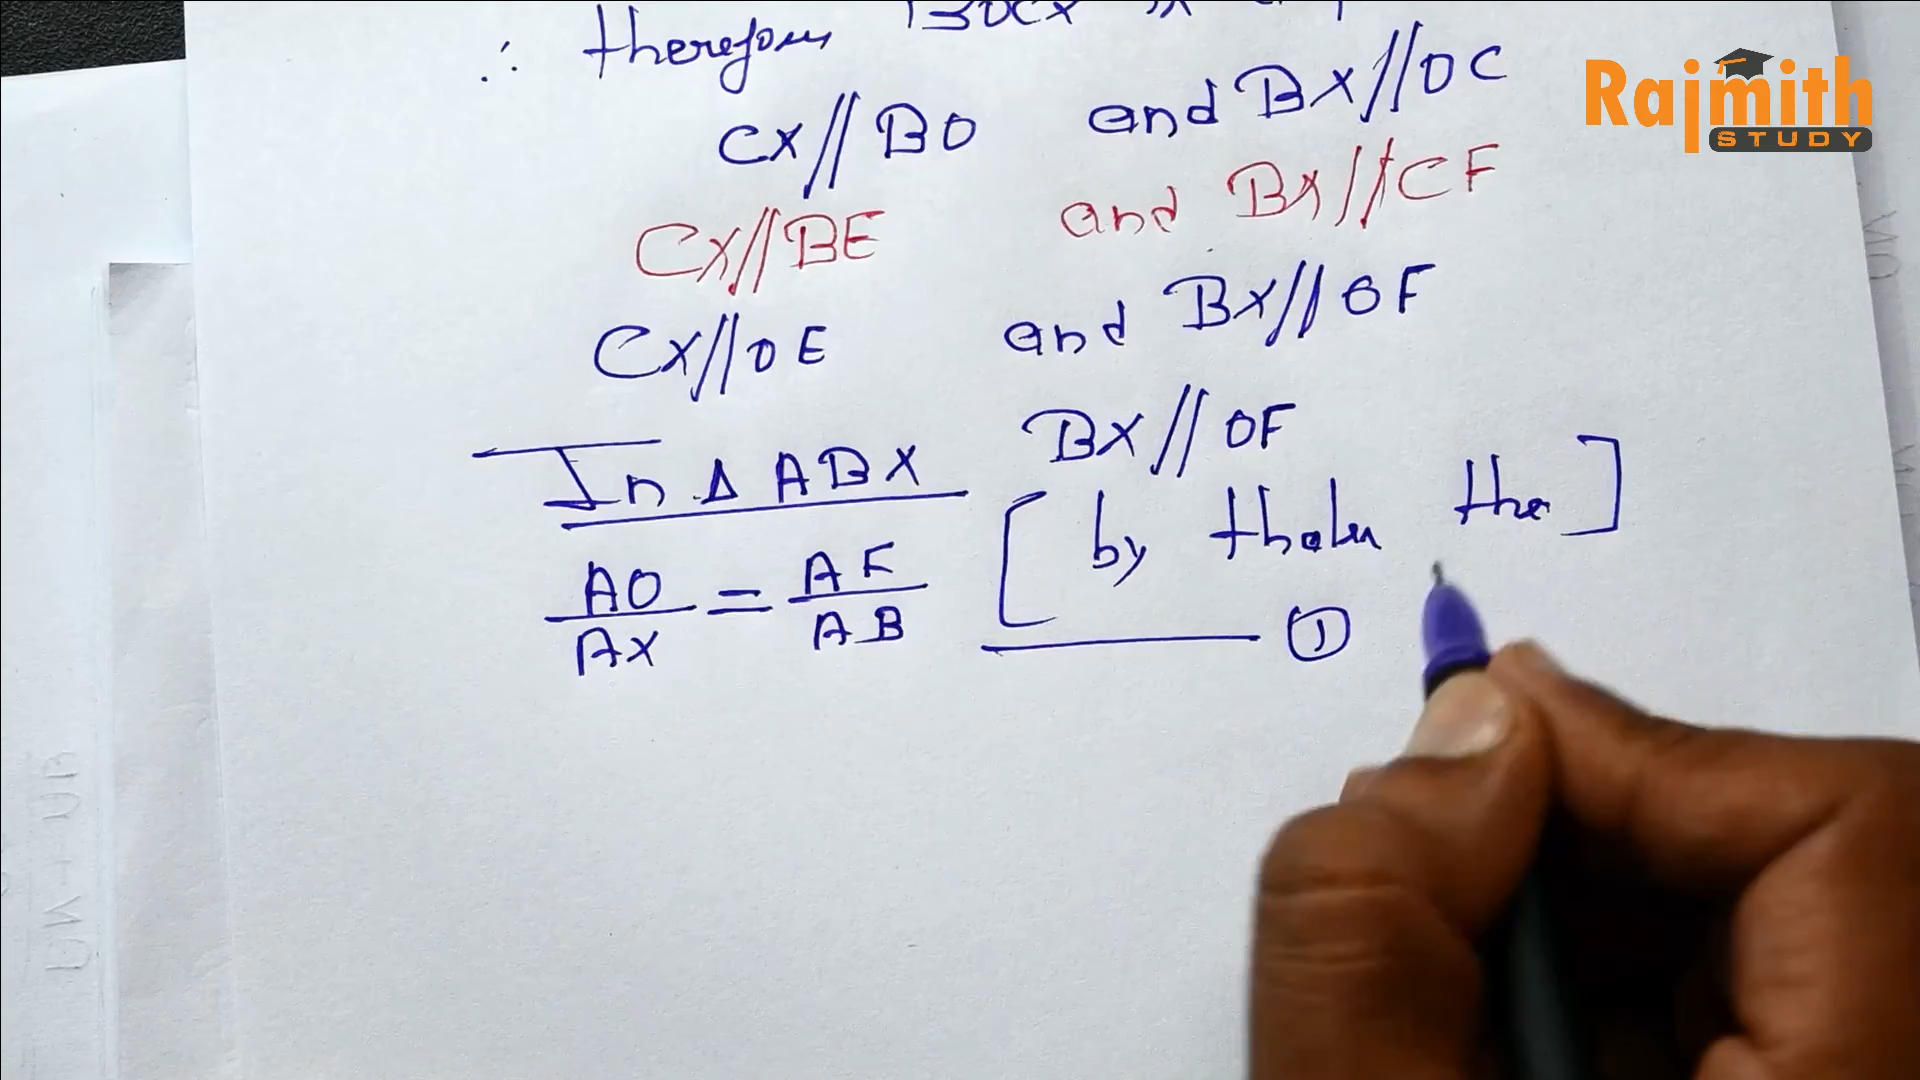 ∴ therefore BOCX
CX//BO and BX//OC
CX//BE and BX//CF
CX//OE and BX//OF
In Δ ABX BX//OF
AO/AX = AF/AB [by thales the]
①
Rajmith
STUDY